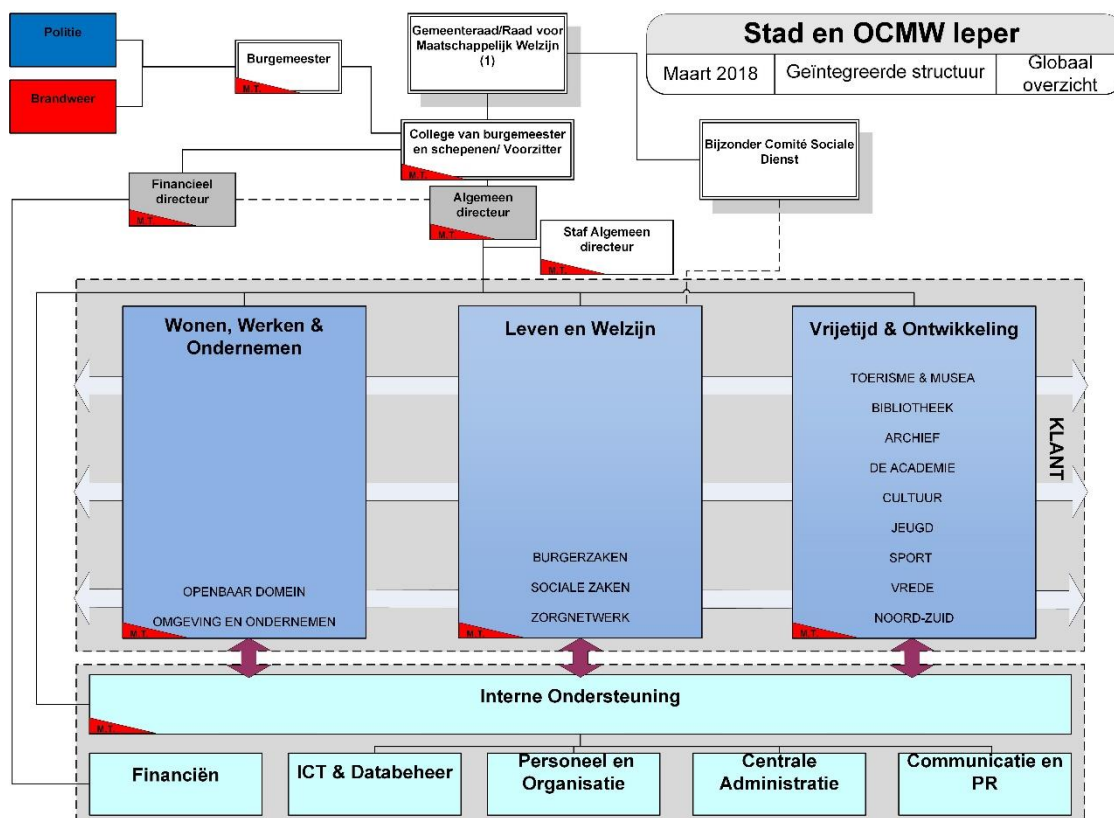 Politie
Brandweer
Burgemeester
M.T.
Gemeenteraad/Raad voor
Maatschappelijk Welzijn
(1)
Stad en OCMW Ieper
Maart 2018
Geïntegreerde structuur
Globaal
overzicht
College van burgemeester
en schepenen/ Voorzitter
M.T.
Bijzonder Comité Sociale
Dienst
Financieel
directeur
M.T.
Algemeen
directeur
M.T.
Staf Algemeen
directeur
M.T.
Wonen, Werken &
Ondernemen
OPENBAAR DOMEIN
OMGEVING EN ONDERNEMEN
M.T.
Leven en Welzijn
BURGERZAKEN
SOCIALE ZAKEN
ZORGNETWERK
M.T.
Vrijetijd & Ontwikkeling
TOERISME & MUSEA
BIBLIOTHEEK
ARCHIEF
DE ACADEMIE
CULTUUR
JEUGD
SPORT
VREDE
NOORD-ZUID
M.T.
KLANT
Interne Ondersteuning
M.T.
Financiën
ICT & Databeheer
Personeel en
Organisatie
Centrale
Administratie
Communicatie en
PR